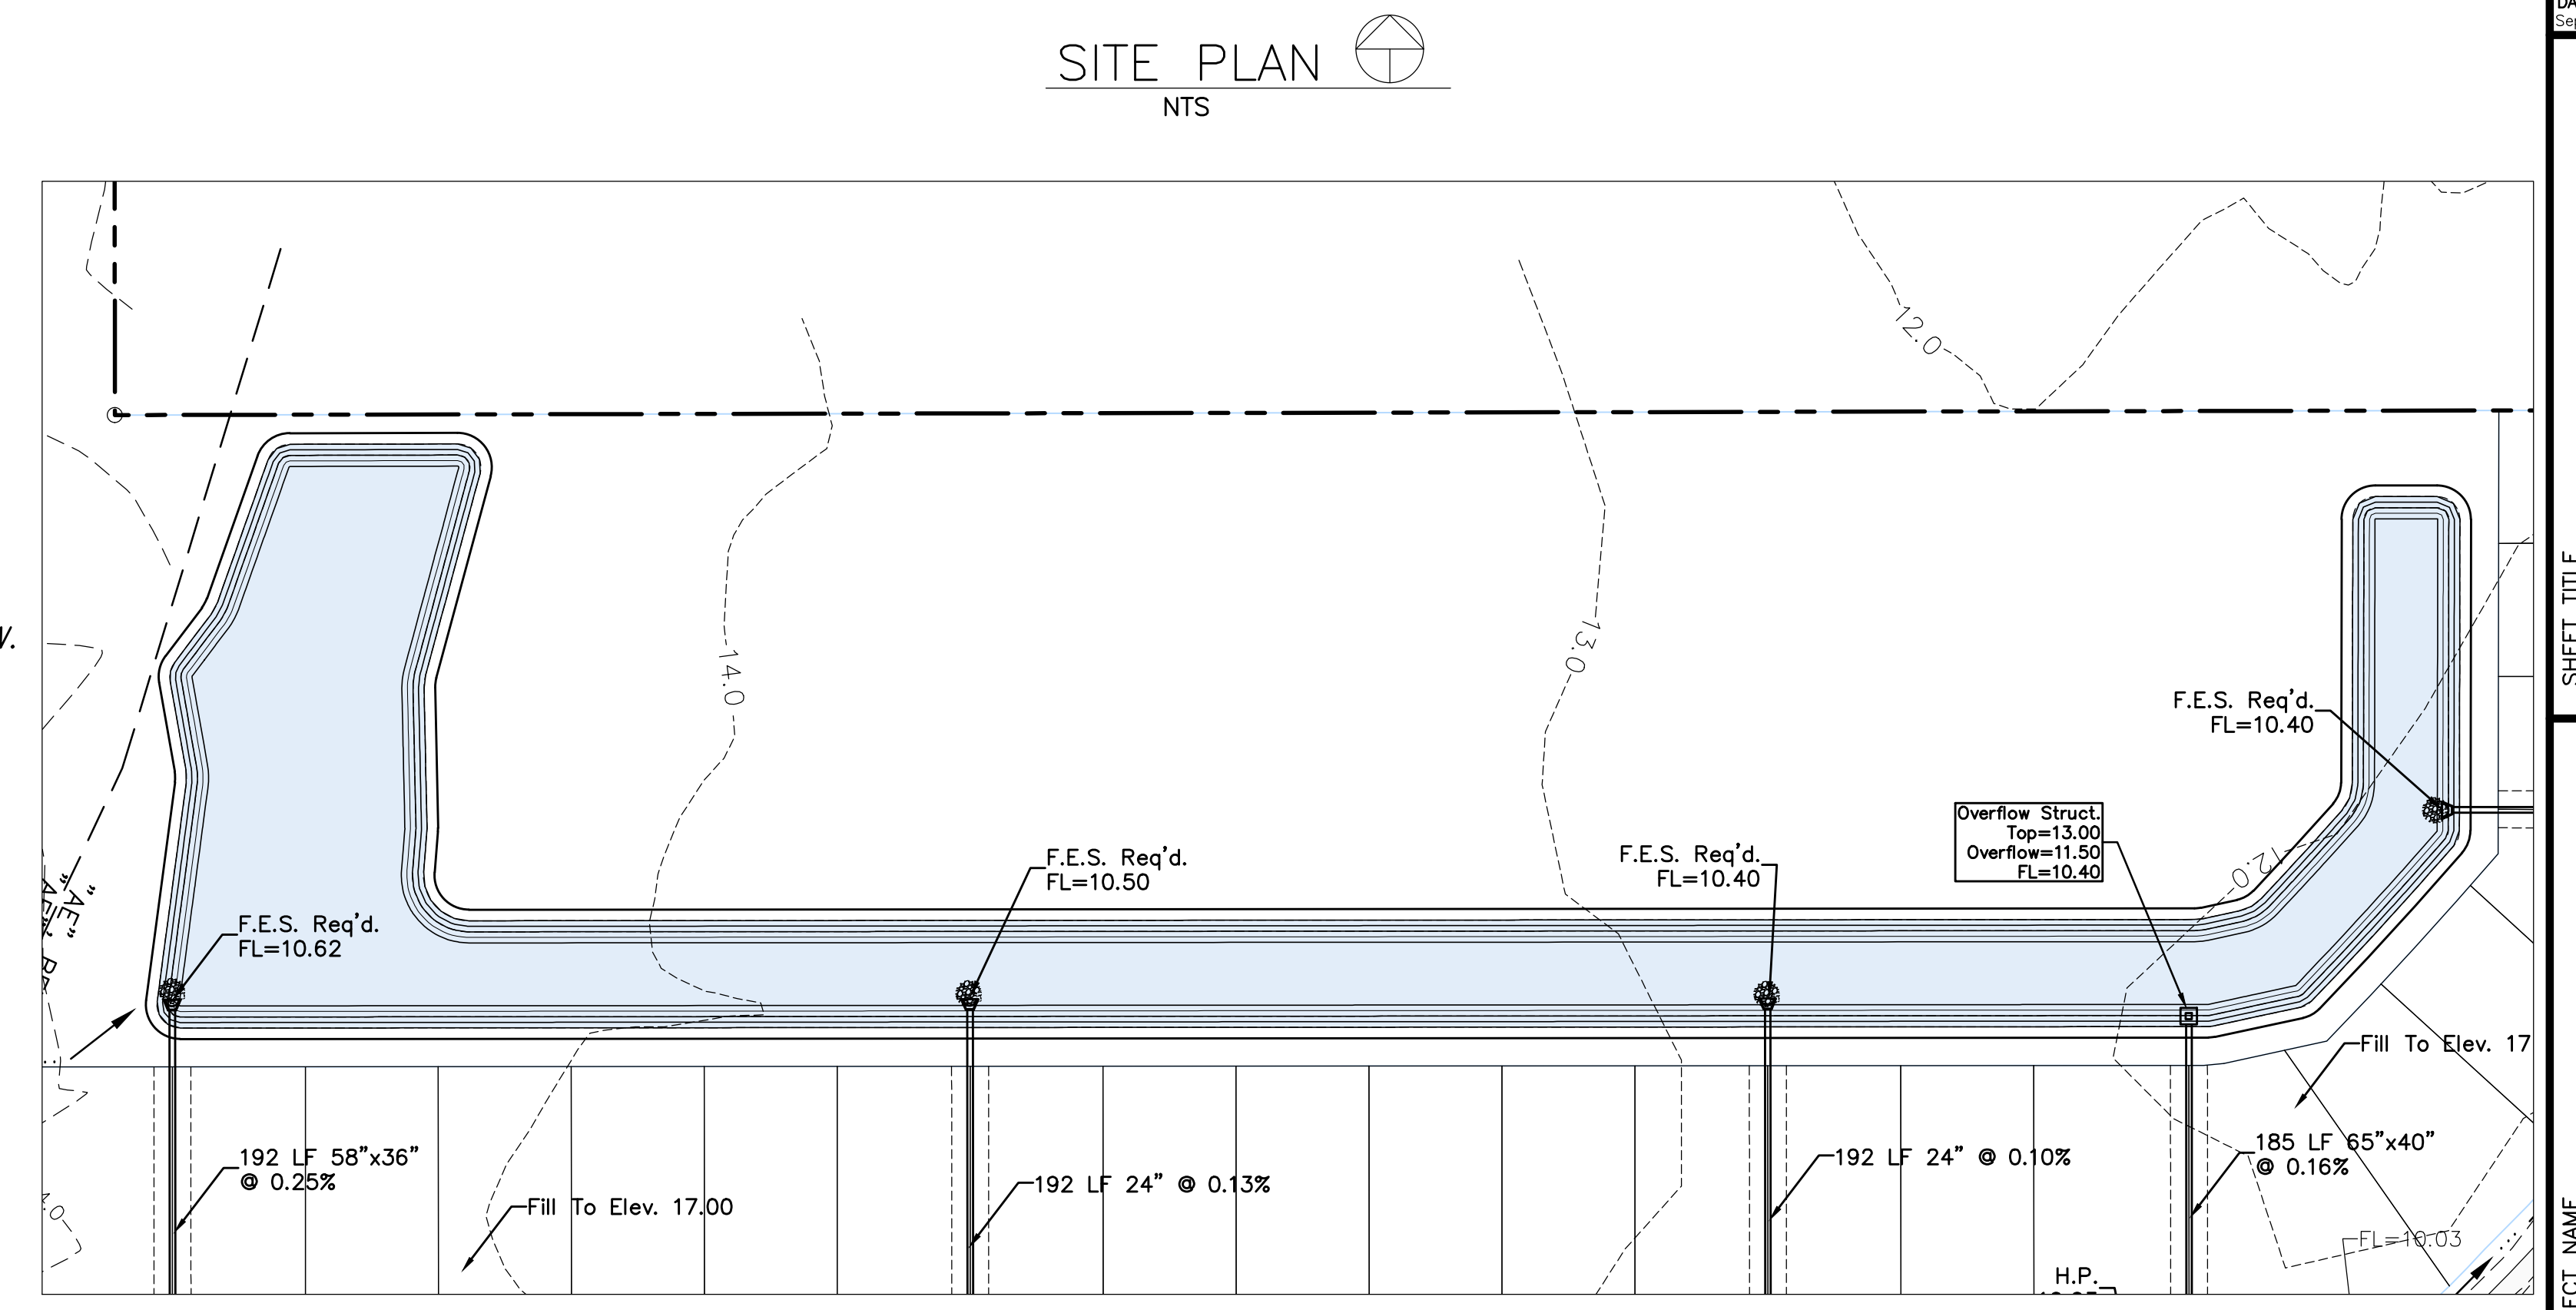 SITE PLAN
NTS
12.0
14.0
13.0
F.E.S. Req'd.
FL=10.40
Overflow Struct.
Top=13.00
Overflow=11.50
FL=10.40
12.0
F.E.S. Req'd.
FL=10.50
F.E.S. Req'd.
FL=10.40
F.E.S. Req'd.
FL=10.62
"AE"
"AE"
Fill To Elev. 17
192 LF 58"x36"
@ 0.25%
192 LF 24" @ 0.13%
192 LF 24" @ 0.10%
185 LF 65"x40"
@ 0.16%
Fill To Elev. 17.00
FL=10.03
H.P.
SHEET TITLE
NAME